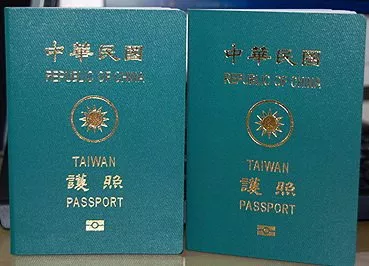 中華民國
REPUBLIC OF CHINA
TAIWAN
護照
PASSPORT
中華民國
REPUBLIC OF CHINA
TAIWAN
護照
PASSPORT